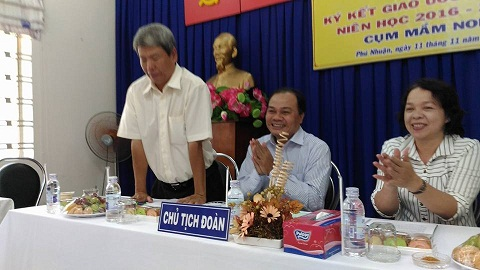 KÝ KẾT GIAO ƯỚC
NIÊN HỌC 2016 -
CỤM MẦM NON
Phú Nhuận, ngày 11 tháng 11 năm
CHỦ TỊCH ĐOÀN